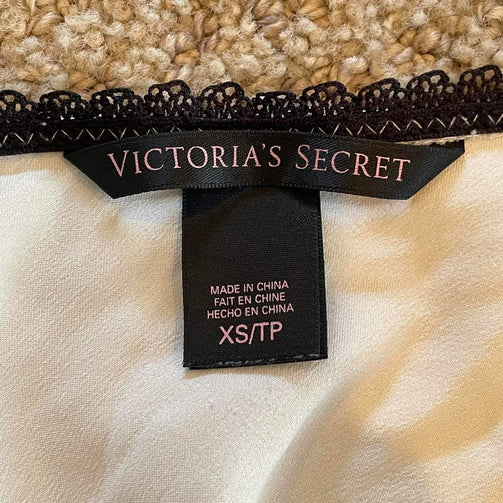 VICTORIA'S SECRET
MADE IN CHINA
FAIT EN CHINE
HECHO EN CHINA
XS/TP